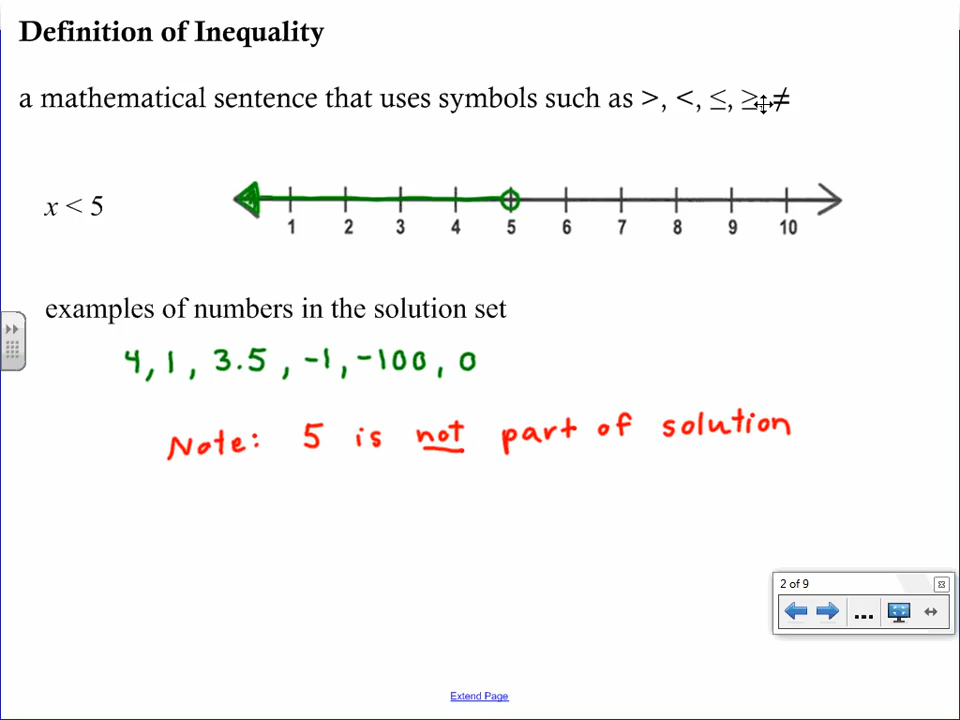 Definition of Inequality
a mathematical sentence that uses symbols such as >, <, ≤, ≥, ≠
x < 5
1 2 3 4 5 6 7 8 9 10
examples of numbers in the solution set
4, 1, 3.5, -1, -100, 0
Note: 5 is not part of solution
2 of 9
...
Extend Page